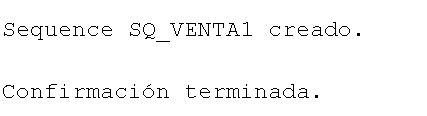 Sequence SQ_VENTA1 creado.
Confirmación terminada.